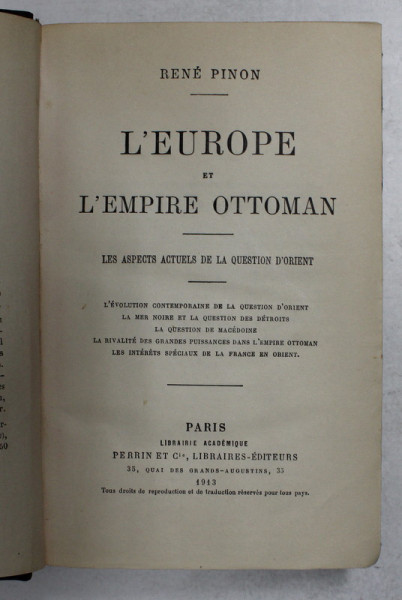 RENÉ PINON
L'EUROPE
ET
L'EMPIRE OTTOMAN
LES ASPECTS ACTUELS DE LA QUESTION D'ORIENT
L'ÉVOLUTION CONTEMPORAINE DE LA QUESTION D'ORIENT
LA MER NOIRE ET LA QUESTION DES DÉTROITS
LA QUESTION DE MACÉDOINE
LA RIVALITÉ DES GRANDES PUISSANCES DANS L'EMPIRE OTTOMAN
LES INTÉRÊTS SPÉCIAUX DE LA FRANCE EN ORIENT.
PARIS
LIBRAIRIE ACADÉMIQUE
PERRIN ET Cie, LIBRAIRES-ÉDITEURS
35, QUAI DES GRANDS-AUGUSTINS, 35
1913
Tous droits de reproduction et de traduction réservés pour tous pays.